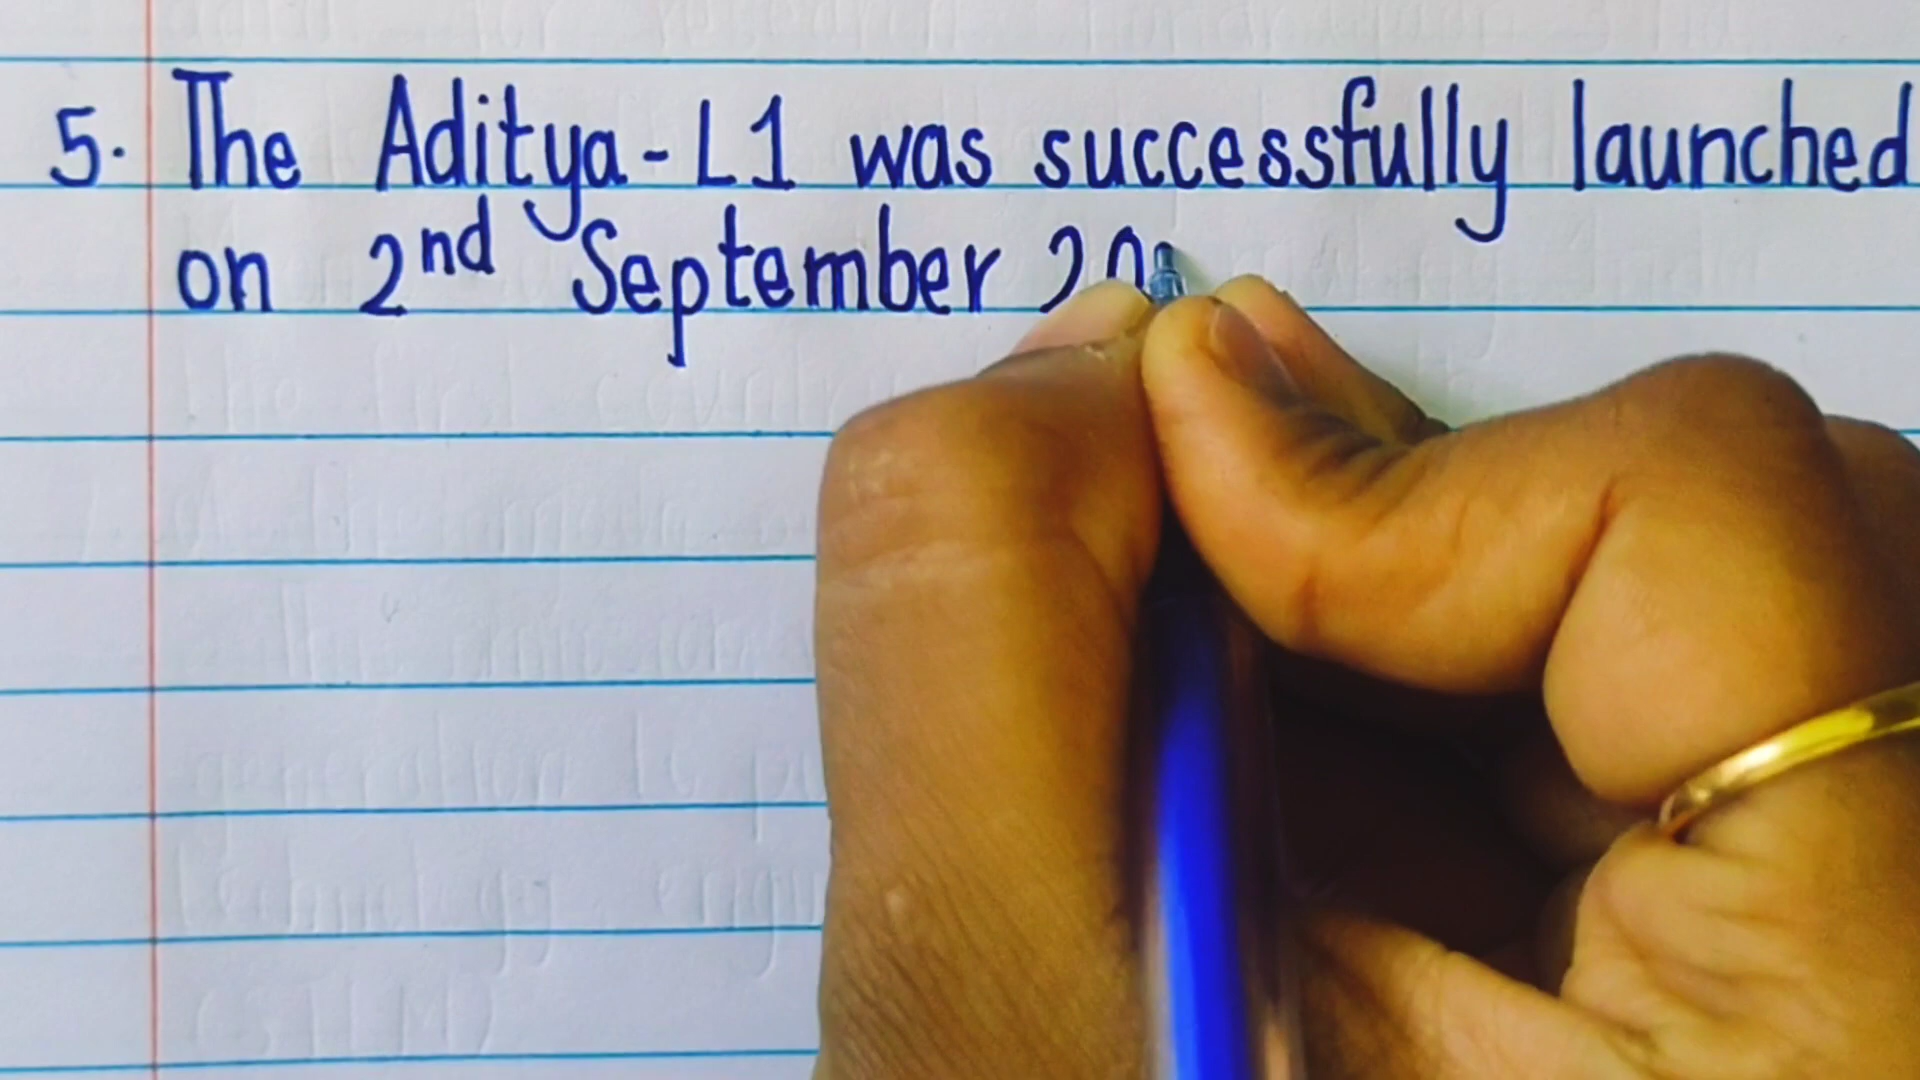 5. The Aditya-L1 was successfully launched
on 2nd September 20